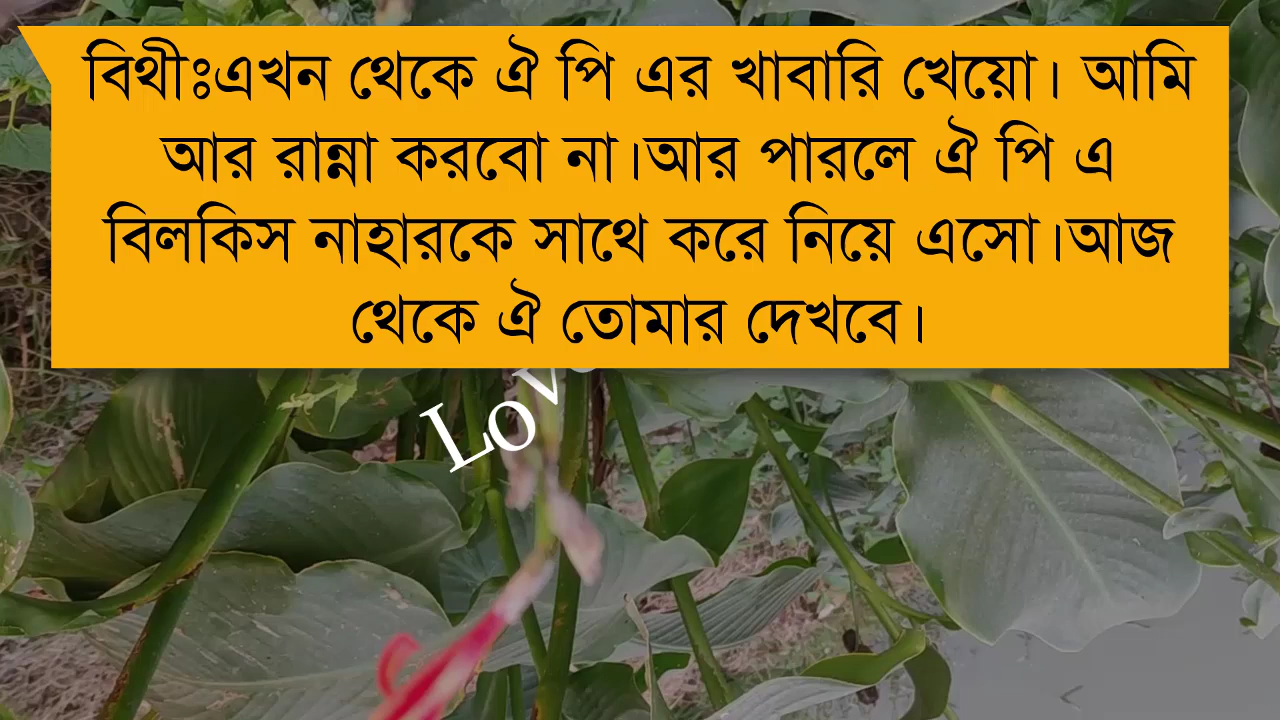 বিথীঃএখন থেকে ঐ পি এর খাবারি খেয়ো। আমি
আর রান্না করবো না।আর পারলে ঐ পি এ
বিলকিস নাহারকে সাথে করে নিয়ে এসো।আজ
থেকে ঐ তোমার দেখবে।